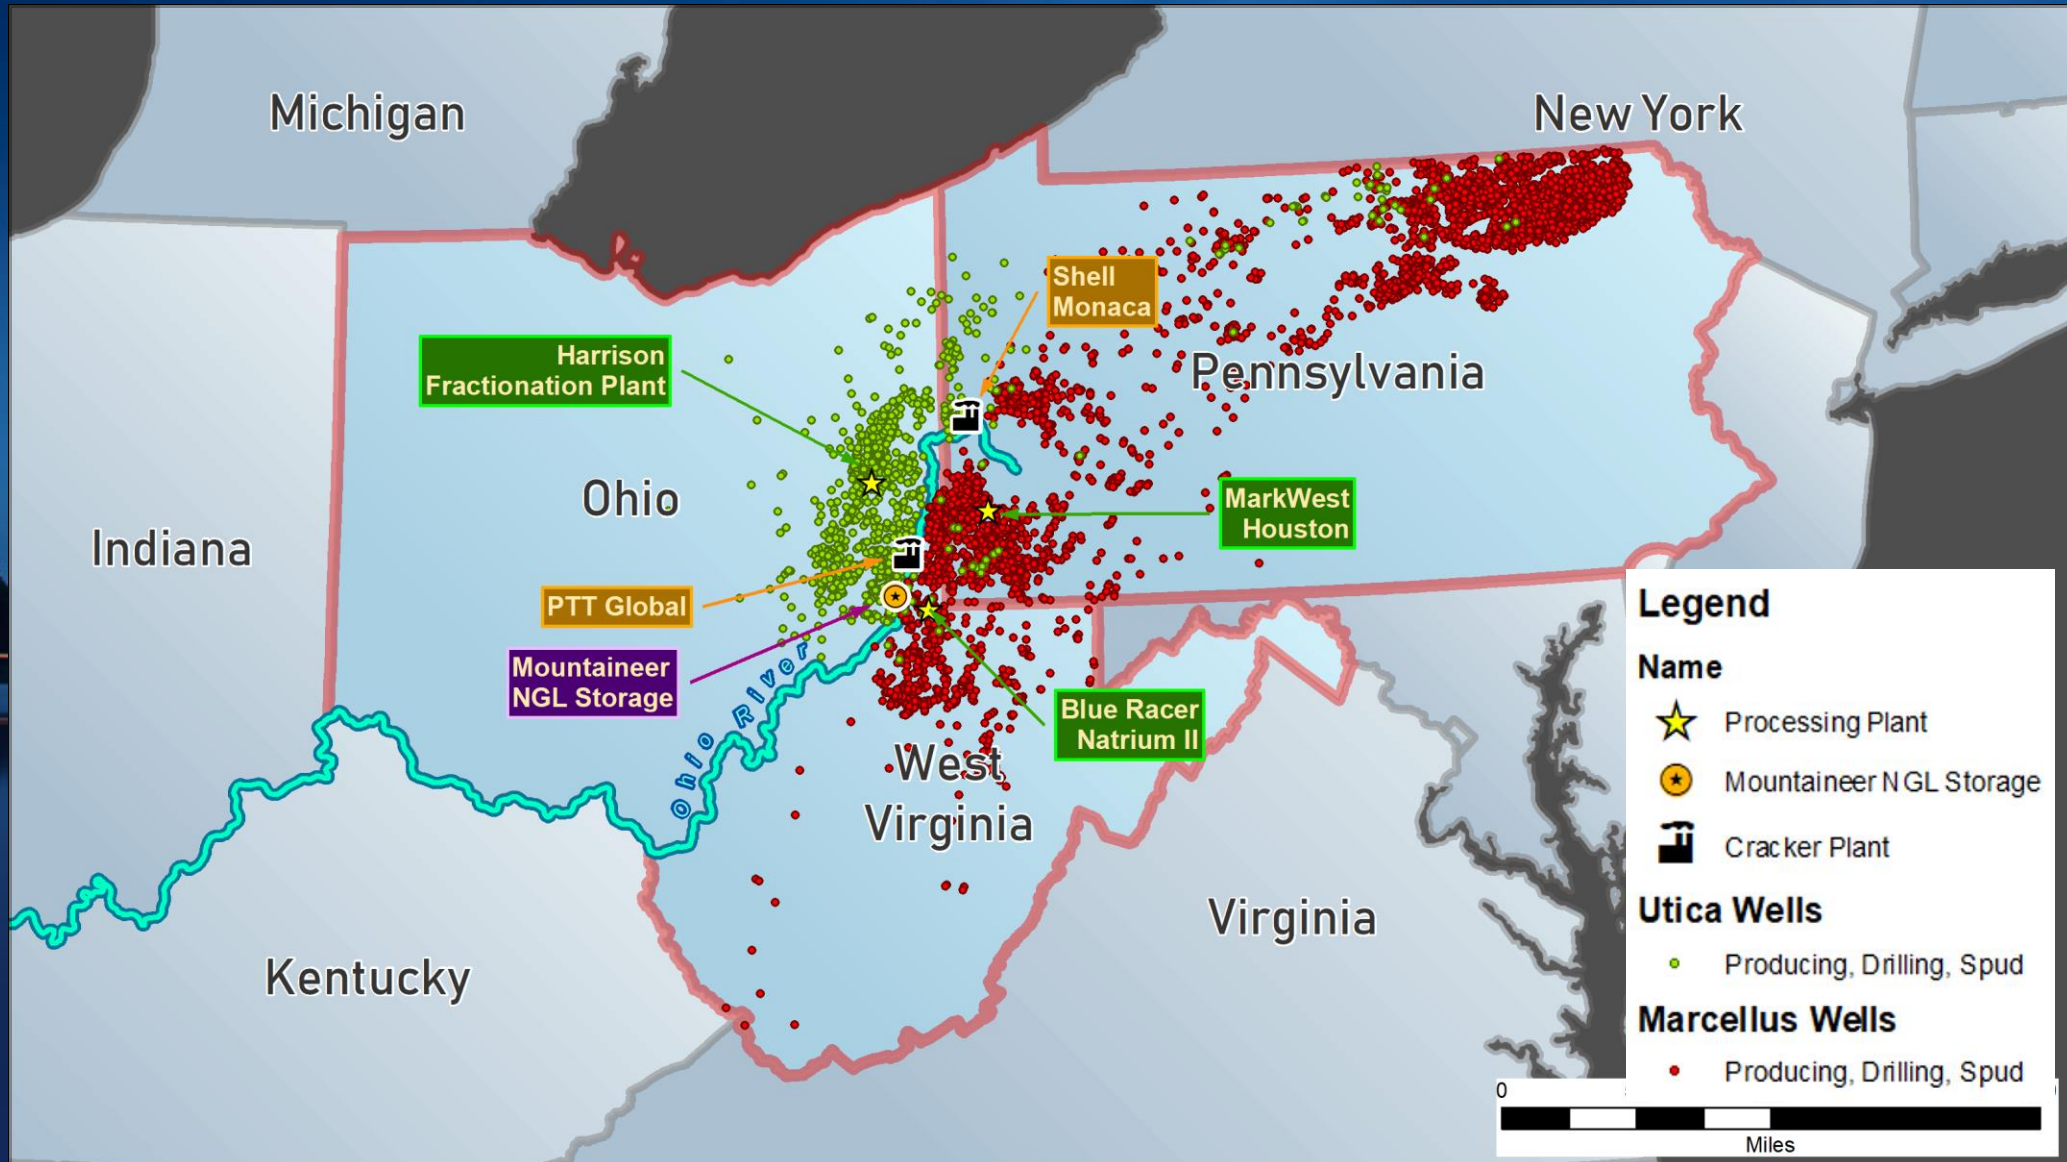 Michigan
New York
Shell
Monaca
Harrison
Fractionation Plant
Pennsylvania
Ohio
MarkWest
Houston
Indiana
PTT Global
Mountaineer
NGL Storage
Ohio River
Blue Racer
Natrium II
West
Virginia
Virginia
Kentucky
Legend
Name
Processing Plant
Mountaineer NGL Storage
Cracker Plant
Utica Wells
Producing, Drilling, Spud
Marcellus Wells
Producing, Drilling, Spud
0
Miles